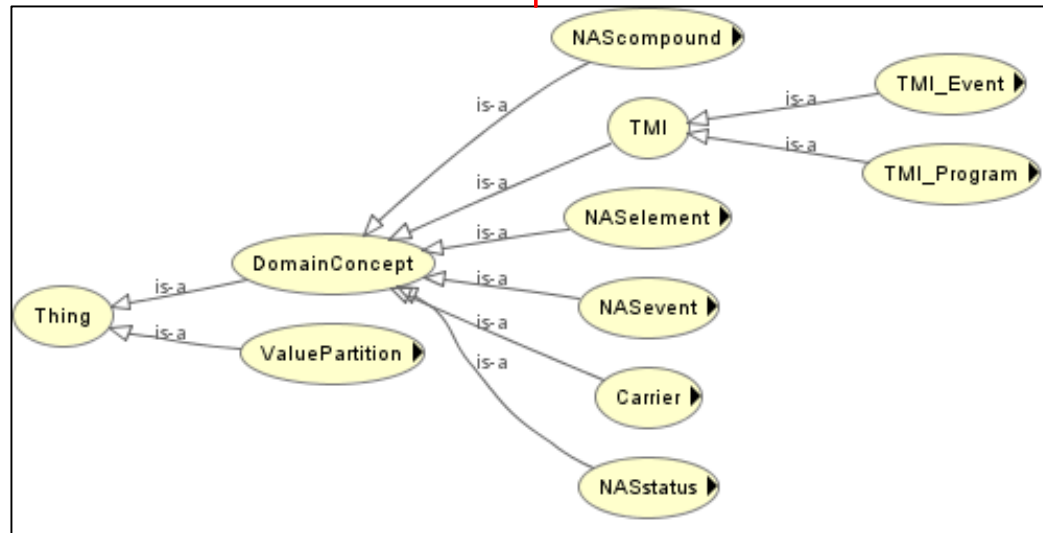 NAScompound
is-a
TMI_Event
is-a
TMI
is-a
TMI_Program
is-a
NASelement
is-a
DomainConcept
is-a
NASevent
is-a
Thing
is-a
ValuePartition
is-a
Carrier
is-a
NASstatus